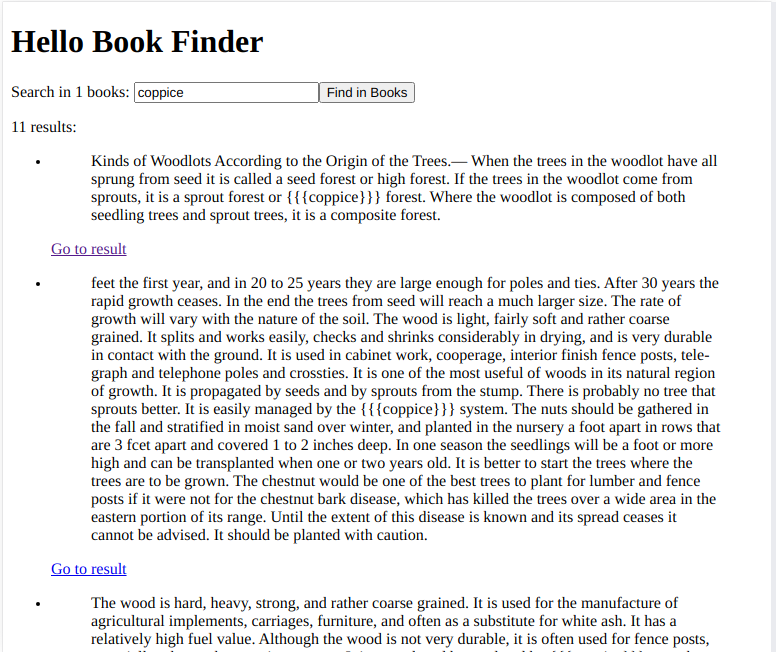 Hello Book Finder
Search in 1 books: coppice Find in Books
11 results:
• Kinds of Woodlots According to the Origin of the Trees.— When the trees in the woodlot have all
sprung from seed it is called a seed forest or high forest. If the trees in the woodlot come from
sprouts, it is a sprout forest or {{{coppice}}} forest. Where the woodlot is composed of both
seedling trees and sprout trees, it is a composite forest.
Go to result
• feet the first year, and in 20 to 25 years they are large enough for poles and ties. After 30 years the
rapid growth ceases. In the end the trees from seed will reach a much larger size. The rate of
growth will vary with the nature of the soil. The wood is light, fairly soft and rather coarse
grained. It splits and works easily, checks and shrinks considerably in drying, and is very durable
in contact with the ground. It is used in cabinet work, cooperage, interior finish fence posts, tele-
graph and telephone poles and crossties. It is one of the most useful of woods in its natural region
of growth. It is propagated by seeds and by sprouts from the stump. There is probably no tree that
sprouts better. It is easily managed by the {{{coppice}}} system. The nuts should be gathered in
the fall and stratified in moist sand over winter, and planted in the nursery a foot apart in rows that
are 3 fcet apart and covered 1 to 2 inches deep. In one season the seedlings will be a foot or more
high and can be transplanted when one or two years old. It is better to start the trees where the
trees are to be grown. The chestnut would be one of the best trees to plant for lumber and fence
posts if it were not for the chestnut bark disease, which has killed the trees over a wide area in the
eastern portion of its range. Until the extent of this disease is known and its spread ceases it
cannot be advised. It should be planted with caution.
Go to result
• The wood is hard, heavy, strong, and rather coarse grained. It is used for the manufacture of
agricultural implements, carriages, furniture, and often as a substitute for white ash. It has a
relatively high fuel value. Although the wood is not very durable, it is often used for fence posts,